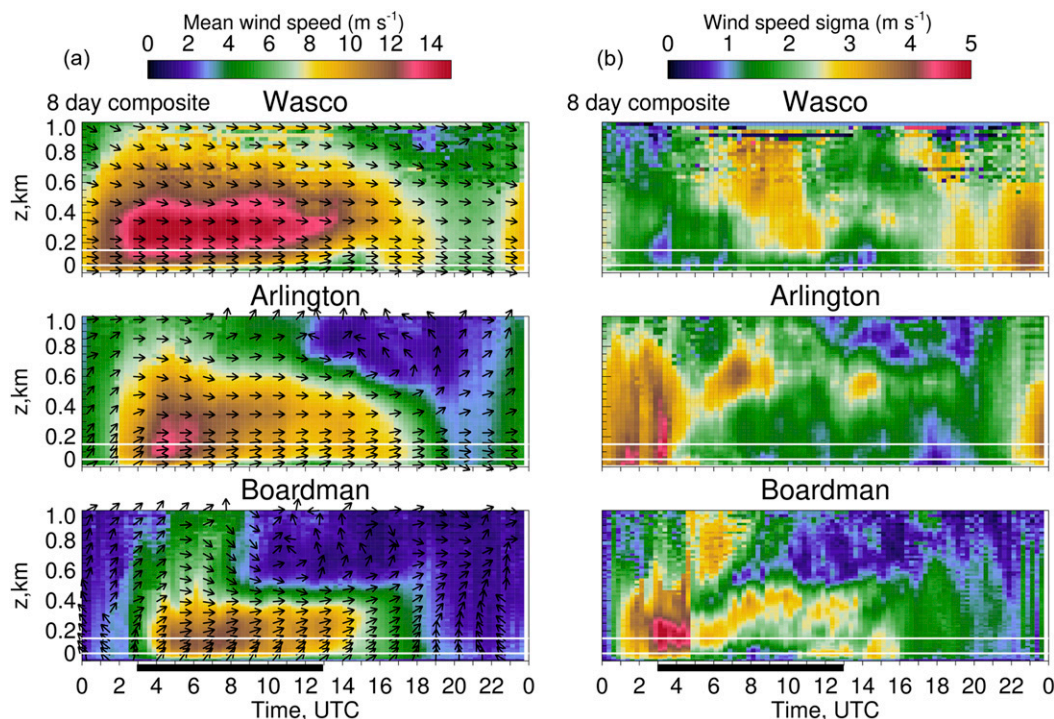 Mean wind speed (m s⁻¹)
0 2 4 6 8 10 12 14
(a)
8 day composite
Wasco
1.0
0.8
0.6
0.4
0.2
0
z,km
Arlington
1.0
0.8
0.6
0.4
0.2
0
z,km
Boardman
1.0
0.8
0.6
0.4
0.2
0
z,km
0 2 4 6 8 10 12 14 16 18 20 22 0
Time, UTC
Wind speed sigma (m s⁻¹)
0 1 2 3 4 5
(b)
8 day composite
Wasco
Arlington
Boardman
0 2 4 6 8 10 12 14 16 18 20 22 0
Time, UTC